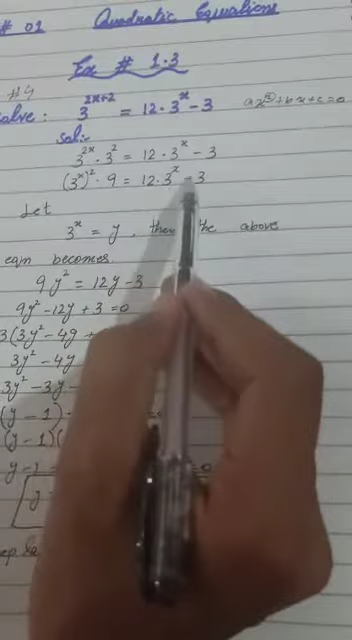 # 01 Quadratic Equations
Ex # 1.3
#4
Solve: 3^{2x+2} = 12·3^x - 3 ax²+bx+c=0
Sol:-
3^{2x}·3² = 12·3^x - 3
(3^x)²·9 = 12·3^x - 3
Let
3^x = y, then the above
eqn becomes
9y² = 12y-3
9y²-12y+3=0
3(3y²-4y+
3y²-4y
3y²-3y-
(y-1)
(y-1)(
y-1 =0
y